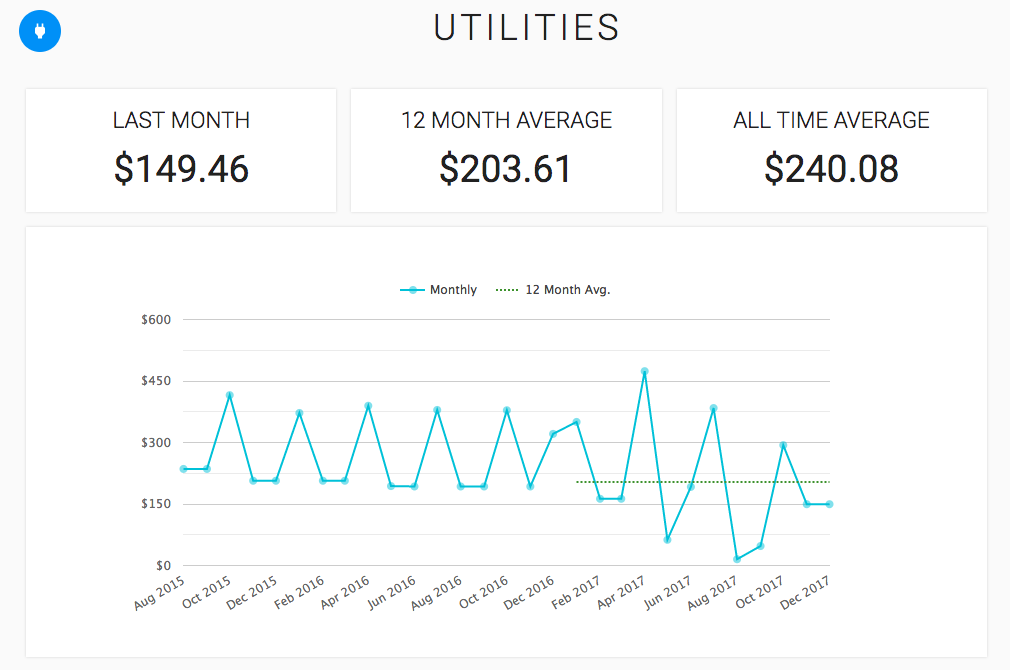 UTILITIES
LAST MONTH
$149.46
12 MONTH AVERAGE
$203.61
ALL TIME AVERAGE
$240.08
Monthly 12 Month Avg.
$600
$450
$300
$150
$0
Aug 2015 Oct 2015 Dec 2015 Feb 2016 Apr 2016 Jun 2016 Aug 2016 Oct 2016 Dec 2016 Feb 2017 Apr 2017 Jun 2017 Aug 2017 Oct 2017 Dec 2017